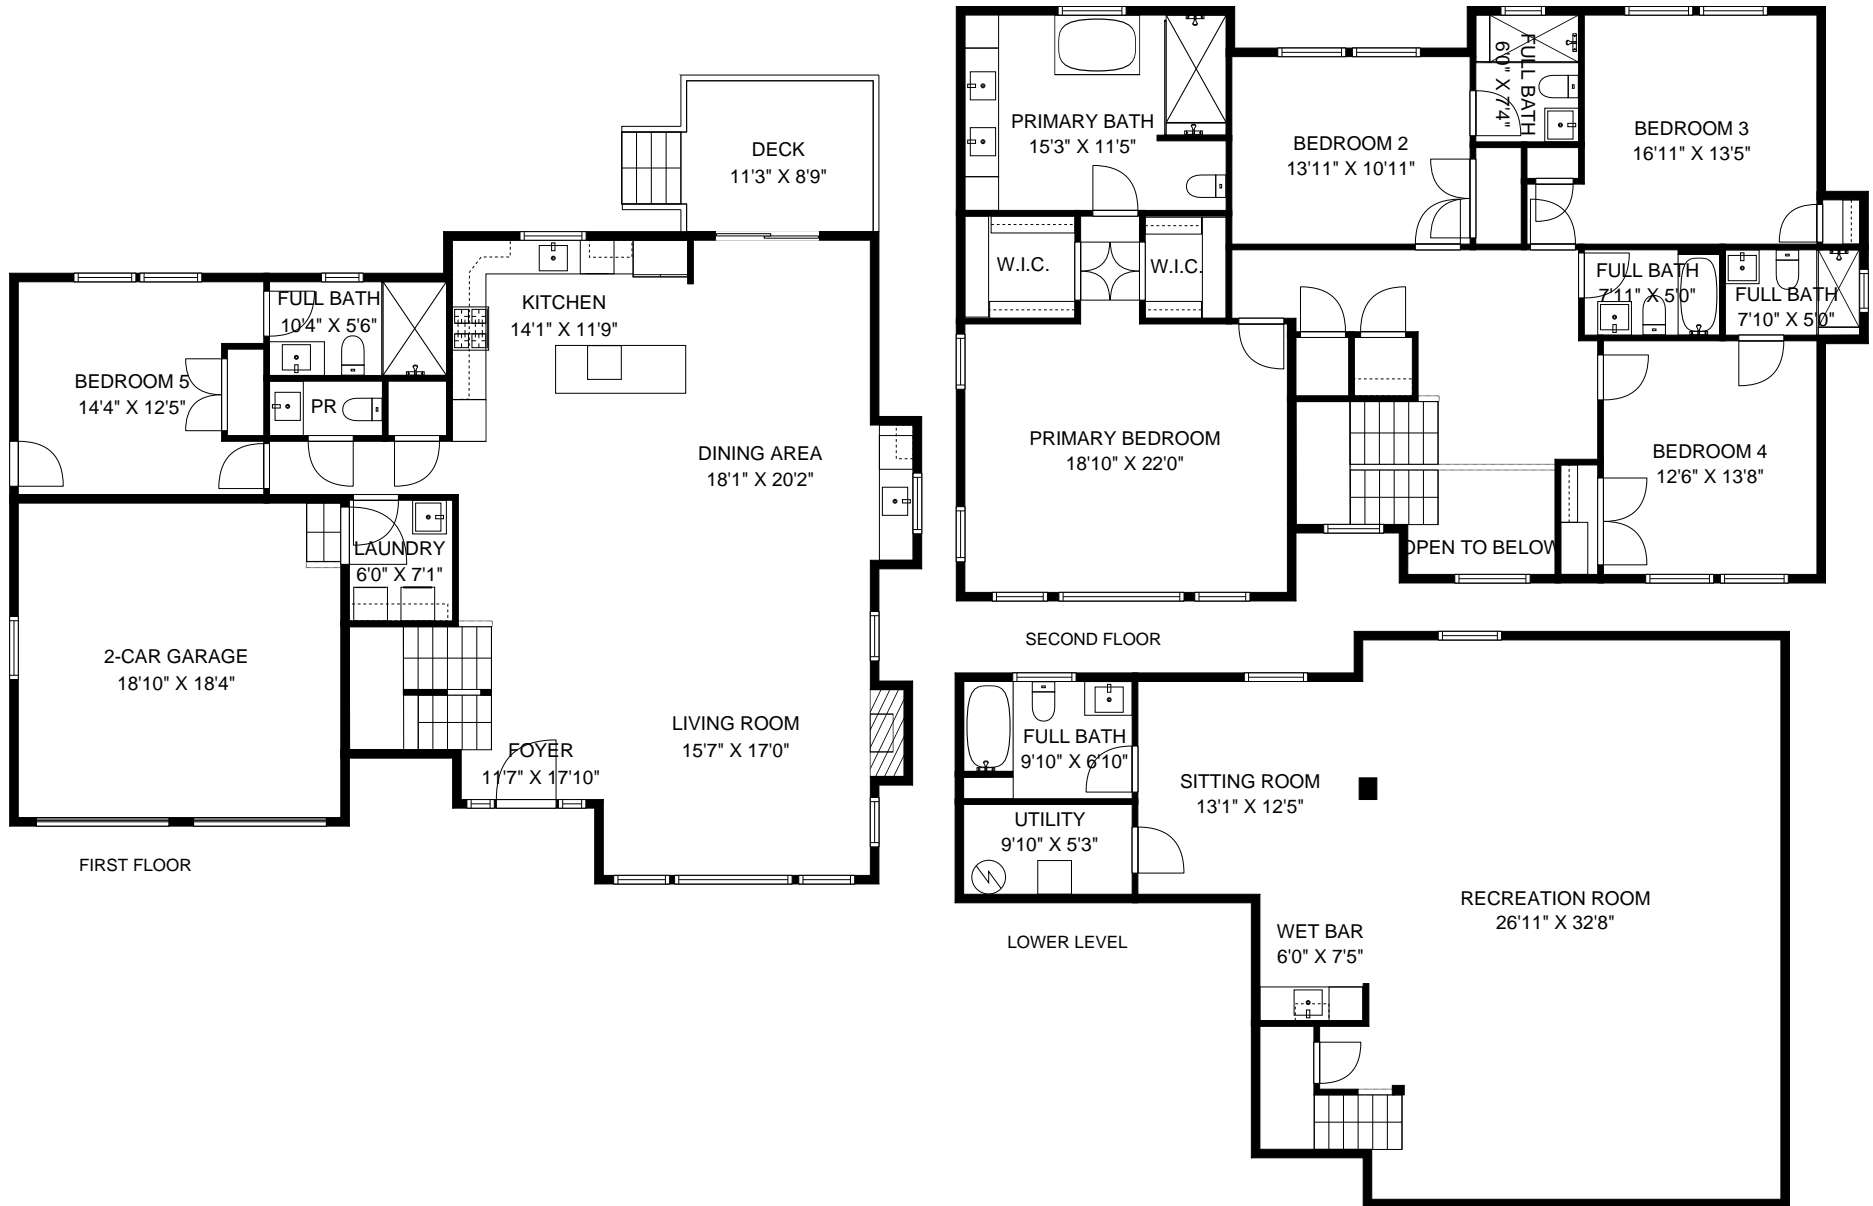 DECK
11'3" X 8'9"
KITCHEN
14'1" X 11'9"
FULL BATH
10'4" X 5'6"
BEDROOM 5
14'4" X 12'5"
PR
DINING AREA
18'1" X 20'2"
LAUNDRY
6'0" X 7'1"
2-CAR GARAGE
18'10" X 18'4"
LIVING ROOM
15'7" X 17'0"
FOYER
11'7" X 17'10"
FIRST FLOOR
PRIMARY BATH
15'3" X 11'5"
BEDROOM 2
13'11" X 10'11"
FULL BATH
6'0" X 7'4"
BEDROOM 3
16'11" X 13'5"
W.I.C.
W.I.C.
FULL BATH
7'11" X 5'0"
FULL BATH
7'10" X 5'0"
PRIMARY BEDROOM
18'10" X 22'0"
BEDROOM 4
12'6" X 13'8"
OPEN TO BELOW
SECOND FLOOR
FULL BATH
9'10" X 6'10"
SITTING ROOM
13'1" X 12'5"
UTILITY
9'10" X 5'3"
RECREATION ROOM
26'11" X 32'8"
WET BAR
6'0" X 7'5"
LOWER LEVEL